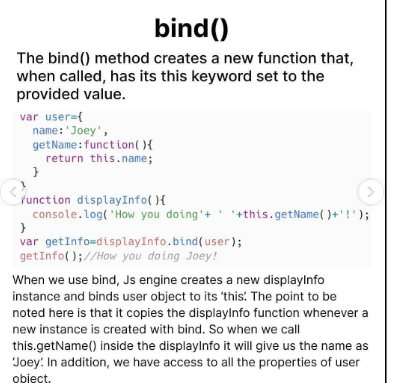 bind()
The bind() method creates a new function that,
when called, has its this keyword set to the
provided value.
var user={
name:'Joey',
getName:function(){
return this.name;
}
}
function displayInfo(){
console.log('How you doing'+ ' '+this.getName()+'!');
}
var getInfo=displayInfo.bind(user);
getInfo();//How you doing Joey!
When we use bind, Js engine creates a new displayInfo
instance and binds user object to its 'this'. The point to be
noted here is that it copies the displayInfo function whenever a
new instance is created with bind. So when we call
this.getName() inside the displayInfo it will give us the name as
'Joey'. In addition, we have access to all the properties of user
object.